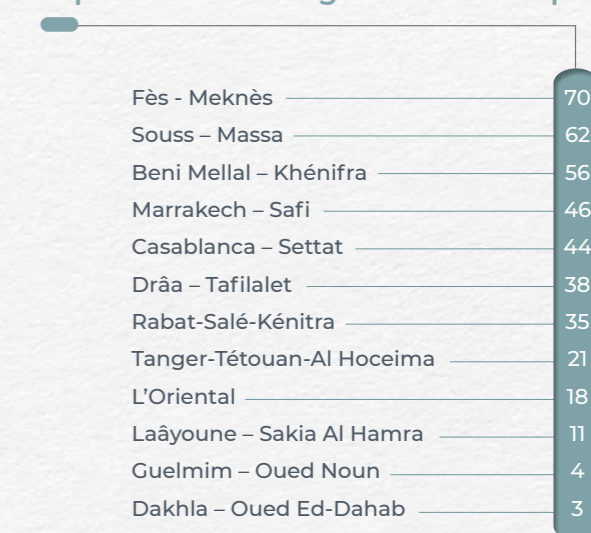 Fès - Meknès 70
Souss – Massa 62
Beni Mellal – Khénifra 56
Marrakech – Safi 46
Casablanca – Settat 44
Drâa – Tafilalet 38
Rabat-Salé-Kénitra 35
Tanger-Tétouan-Al Hoceima 21
L’Oriental 18
Laâyoune – Sakia Al Hamra 11
Guelmim – Oued Noun 4
Dakhla – Oued Ed-Dahab 3